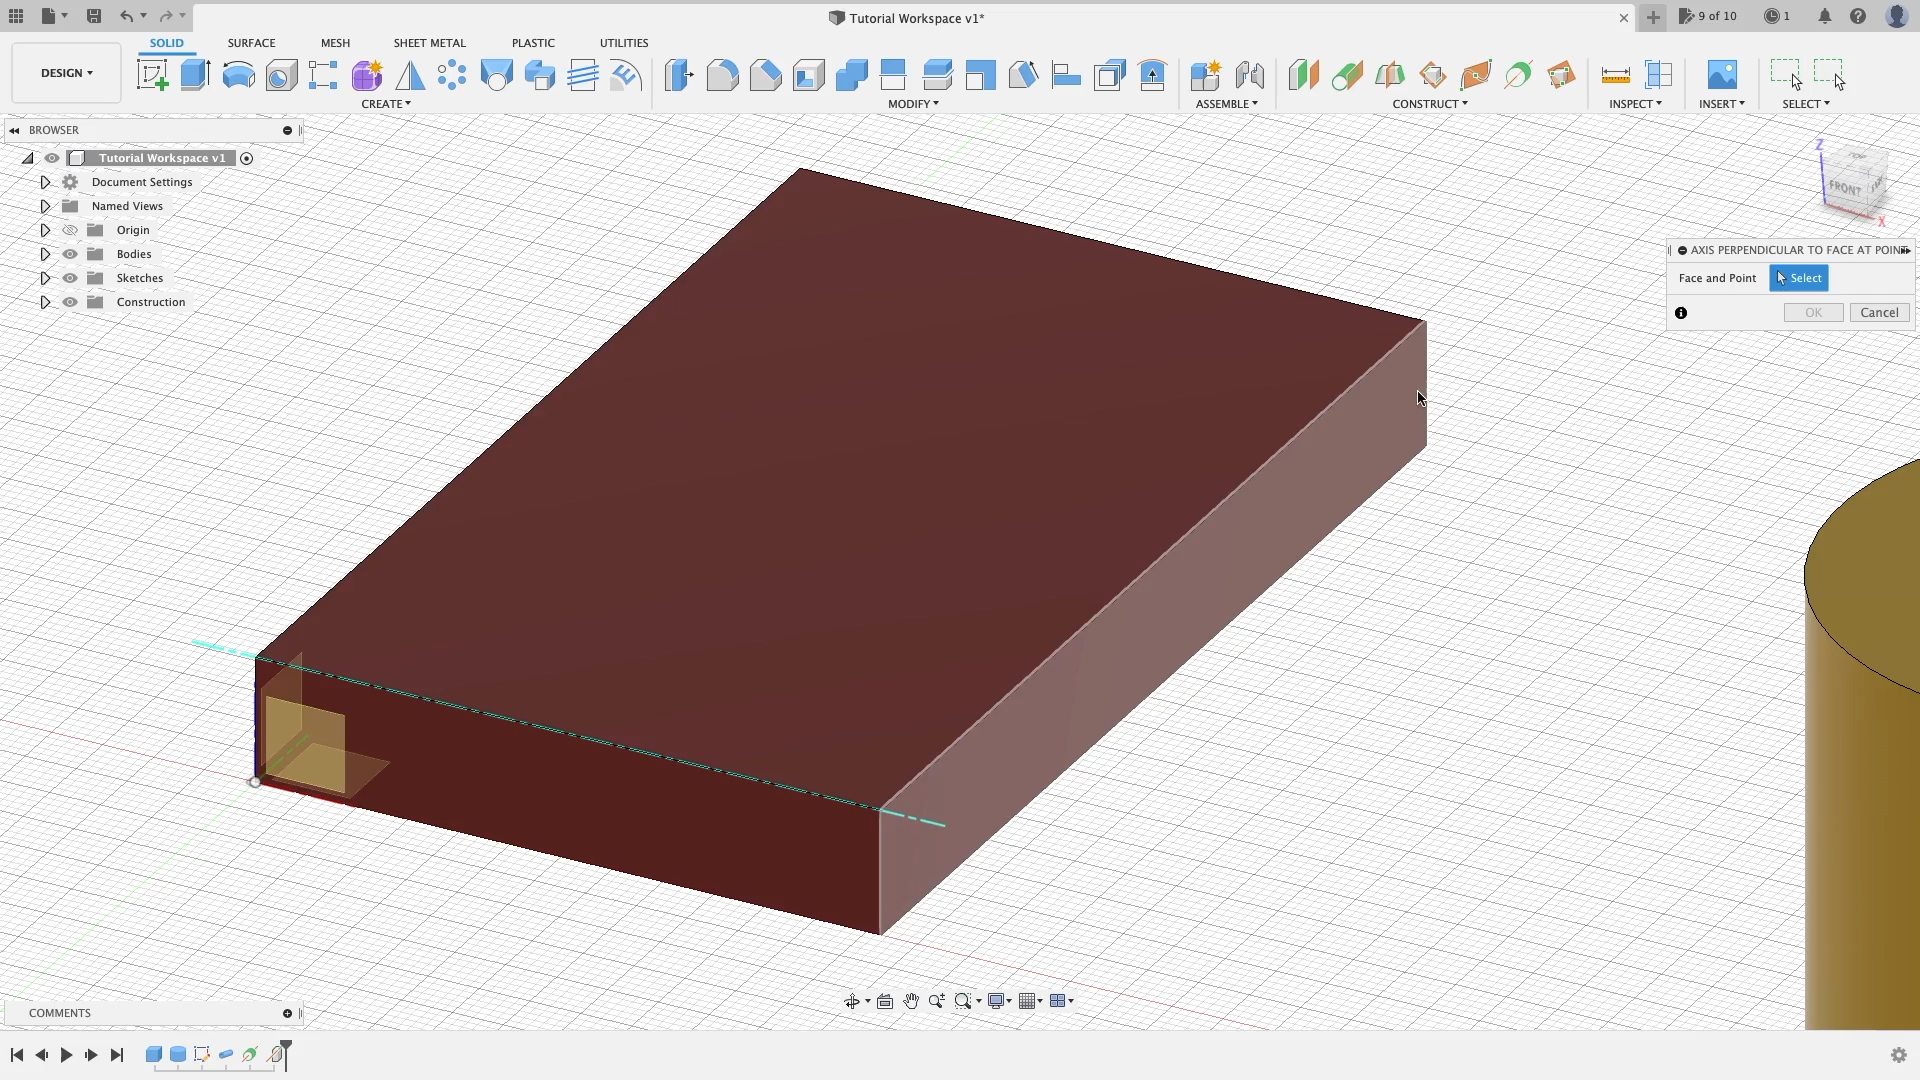 Tutorial Workspace v1*
9 of 10
1
DESIGN
SOLID
SURFACE
MESH
SHEET METAL
PLASTIC
UTILITIES
CREATE
MODIFY
ASSEMBLE
CONSTRUCT
INSPECT
INSERT
SELECT
BROWSER
Tutorial Workspace v1
Document Settings
Named Views
Origin
Bodies
Sketches
Construction
Z
TOP
FRONT
X
AXIS PERPENDICULAR TO FACE AT POINT
Face and Point
Select
OK
Cancel
COMMENTS